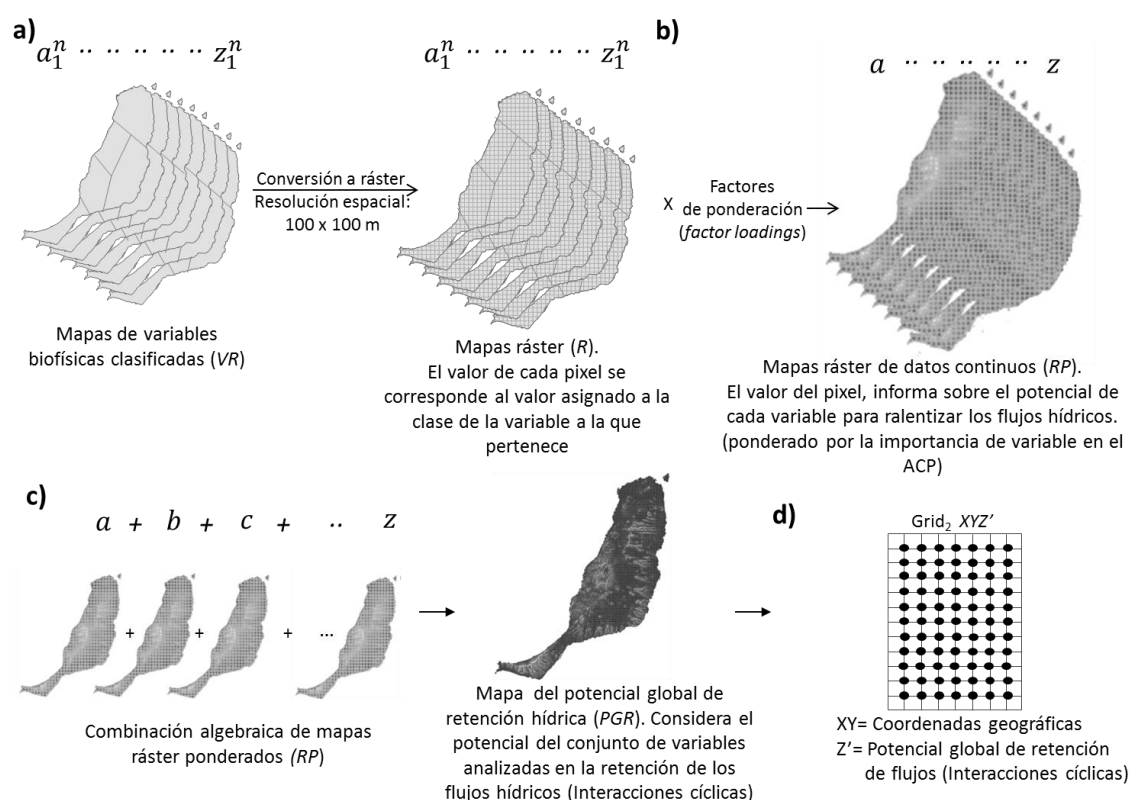 a)
a₁ⁿ ·· ·· ·· ·· ·· z₁ⁿ
Conversión a ráster
Resolución espacial:
100 x 100 m
Mapas de variables
biofísicas clasificadas (VR)
a₁ⁿ ·· ·· ·· ·· ·· z₁ⁿ
Mapas ráster (R).
El valor de cada pixel se
corresponde al valor asignado a la
clase de la variable a la que
pertenece
b)
X
Factores
de ponderación
(factor loadings)
a ·· ·· ·· ·· ·· z
Mapas ráster de datos continuos (RP).
El valor del pixel, informa sobre el potencial de
cada variable para ralentizar los flujos hídricos.
(ponderado por la importancia de variable en el
ACP)
c)
a + b + c + ·· z
+ + + ...
Combinación algebraica de mapas
ráster ponderados (RP)
Mapa del potencial global de
retención hídrica (PGR). Considera el
potencial del conjunto de variables
analizadas en la retención de los
flujos hídricos (Interacciones cíclicas)
d)
Grid₂ XYZ’
XY= Coordenadas geográficas
Z’= Potencial global de retención
de flujos (Interacciones cíclicas)